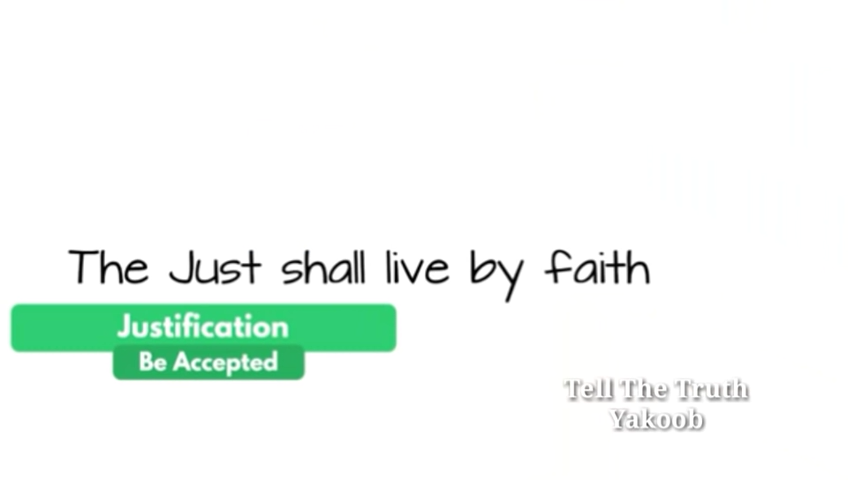 The Just shall live by faith
Justification
Be Accepted
Tell The Truth
Yakoob